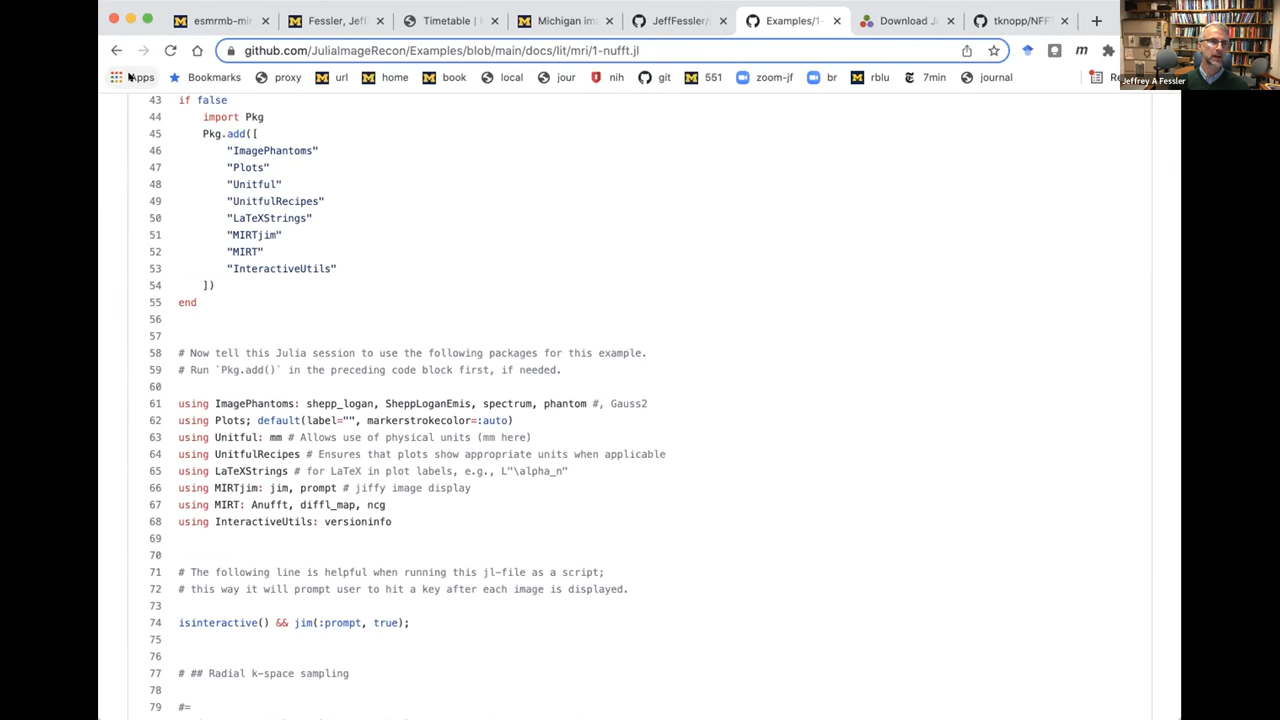 esmrmb-mi
Fessler, Jef
Timetable |
Michigan im
JeffFessler/
Examples/1-
Download J
tknopp/NFF
github.com/JuliaImageRecon/Examples/blob/main/docs/lit/mri/1-nufft.jl
Apps
Bookmarks
proxy
url
home
book
local
jour
nih
git
551
zoom-jf
br
rblu
7min
journal
Jeffrey A Fessler
43 if false
44 import Pkg
45 Pkg.add([
46 "ImagePhantoms"
47 "Plots"
48 "Unitful"
49 "UnitfulRecipes"
50 "LaTeXStrings"
51 "MIRTjim"
52 "MIRT"
53 "InteractiveUtils"
54 ])
55 end
56
57
58 # Now tell this Julia session to use the following packages for this example.
59 # Run `Pkg.add()` in the preceding code block first, if needed.
60
61 using ImagePhantoms: shepp_logan, SheppLoganEmis, spectrum, phantom #, Gauss2
62 using Plots; default(label="", markerstrokecolor=:auto)
63 using Unitful: mm # Allows use of physical units (mm here)
64 using UnitfulRecipes # Ensures that plots show appropriate units when applicable
65 using LaTeXStrings # for LaTeX in plot labels, e.g., L"\alpha_n"
66 using MIRTjim: jim, prompt # jiffy image display
67 using MIRT: Anufft, diffl_map, ncg
68 using InteractiveUtils: versioninfo
69
70
71 # The following line is helpful when running this jl-file as a script;
72 # this way it will prompt user to hit a key after each image is displayed.
73
74 isinteractive() && jim(:prompt, true);
75
76
77 # ## Radial k-space sampling
78
79 #=